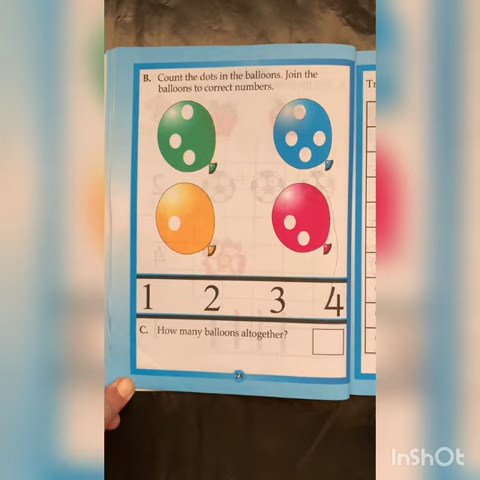 B. Count the dots in the balloons. Join the
balloons to correct numbers.
Tr
1 2 3 4
C. How many balloons altogether?
InShOt